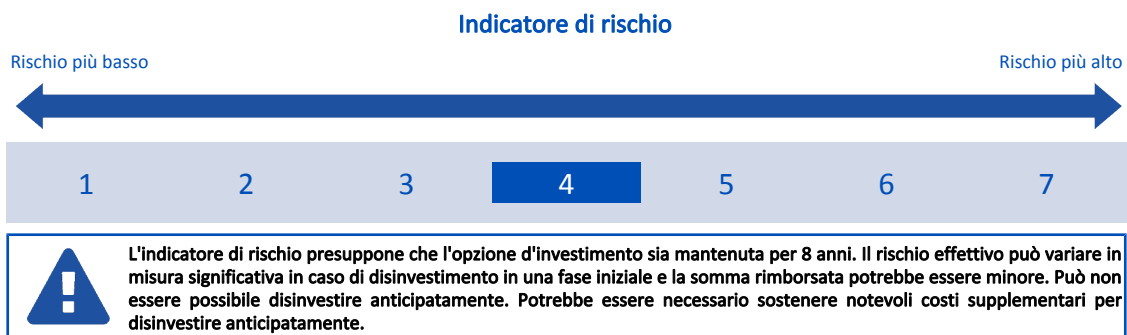 Indicatore di rischio
Rischio più basso Rischio più alto
1 2 3 4 5 6 7
L'indicatore di rischio presuppone che l'opzione d'investimento sia mantenuta per 8 anni. Il rischio effettivo può variare in
misura significativa in caso di disinvestimento in una fase iniziale e la somma rimborsata potrebbe essere minore. Può non
essere possibile disinvestire anticipatamente. Potrebbe essere necessario sostenere notevoli costi supplementari per
disinvestire anticipatamente.